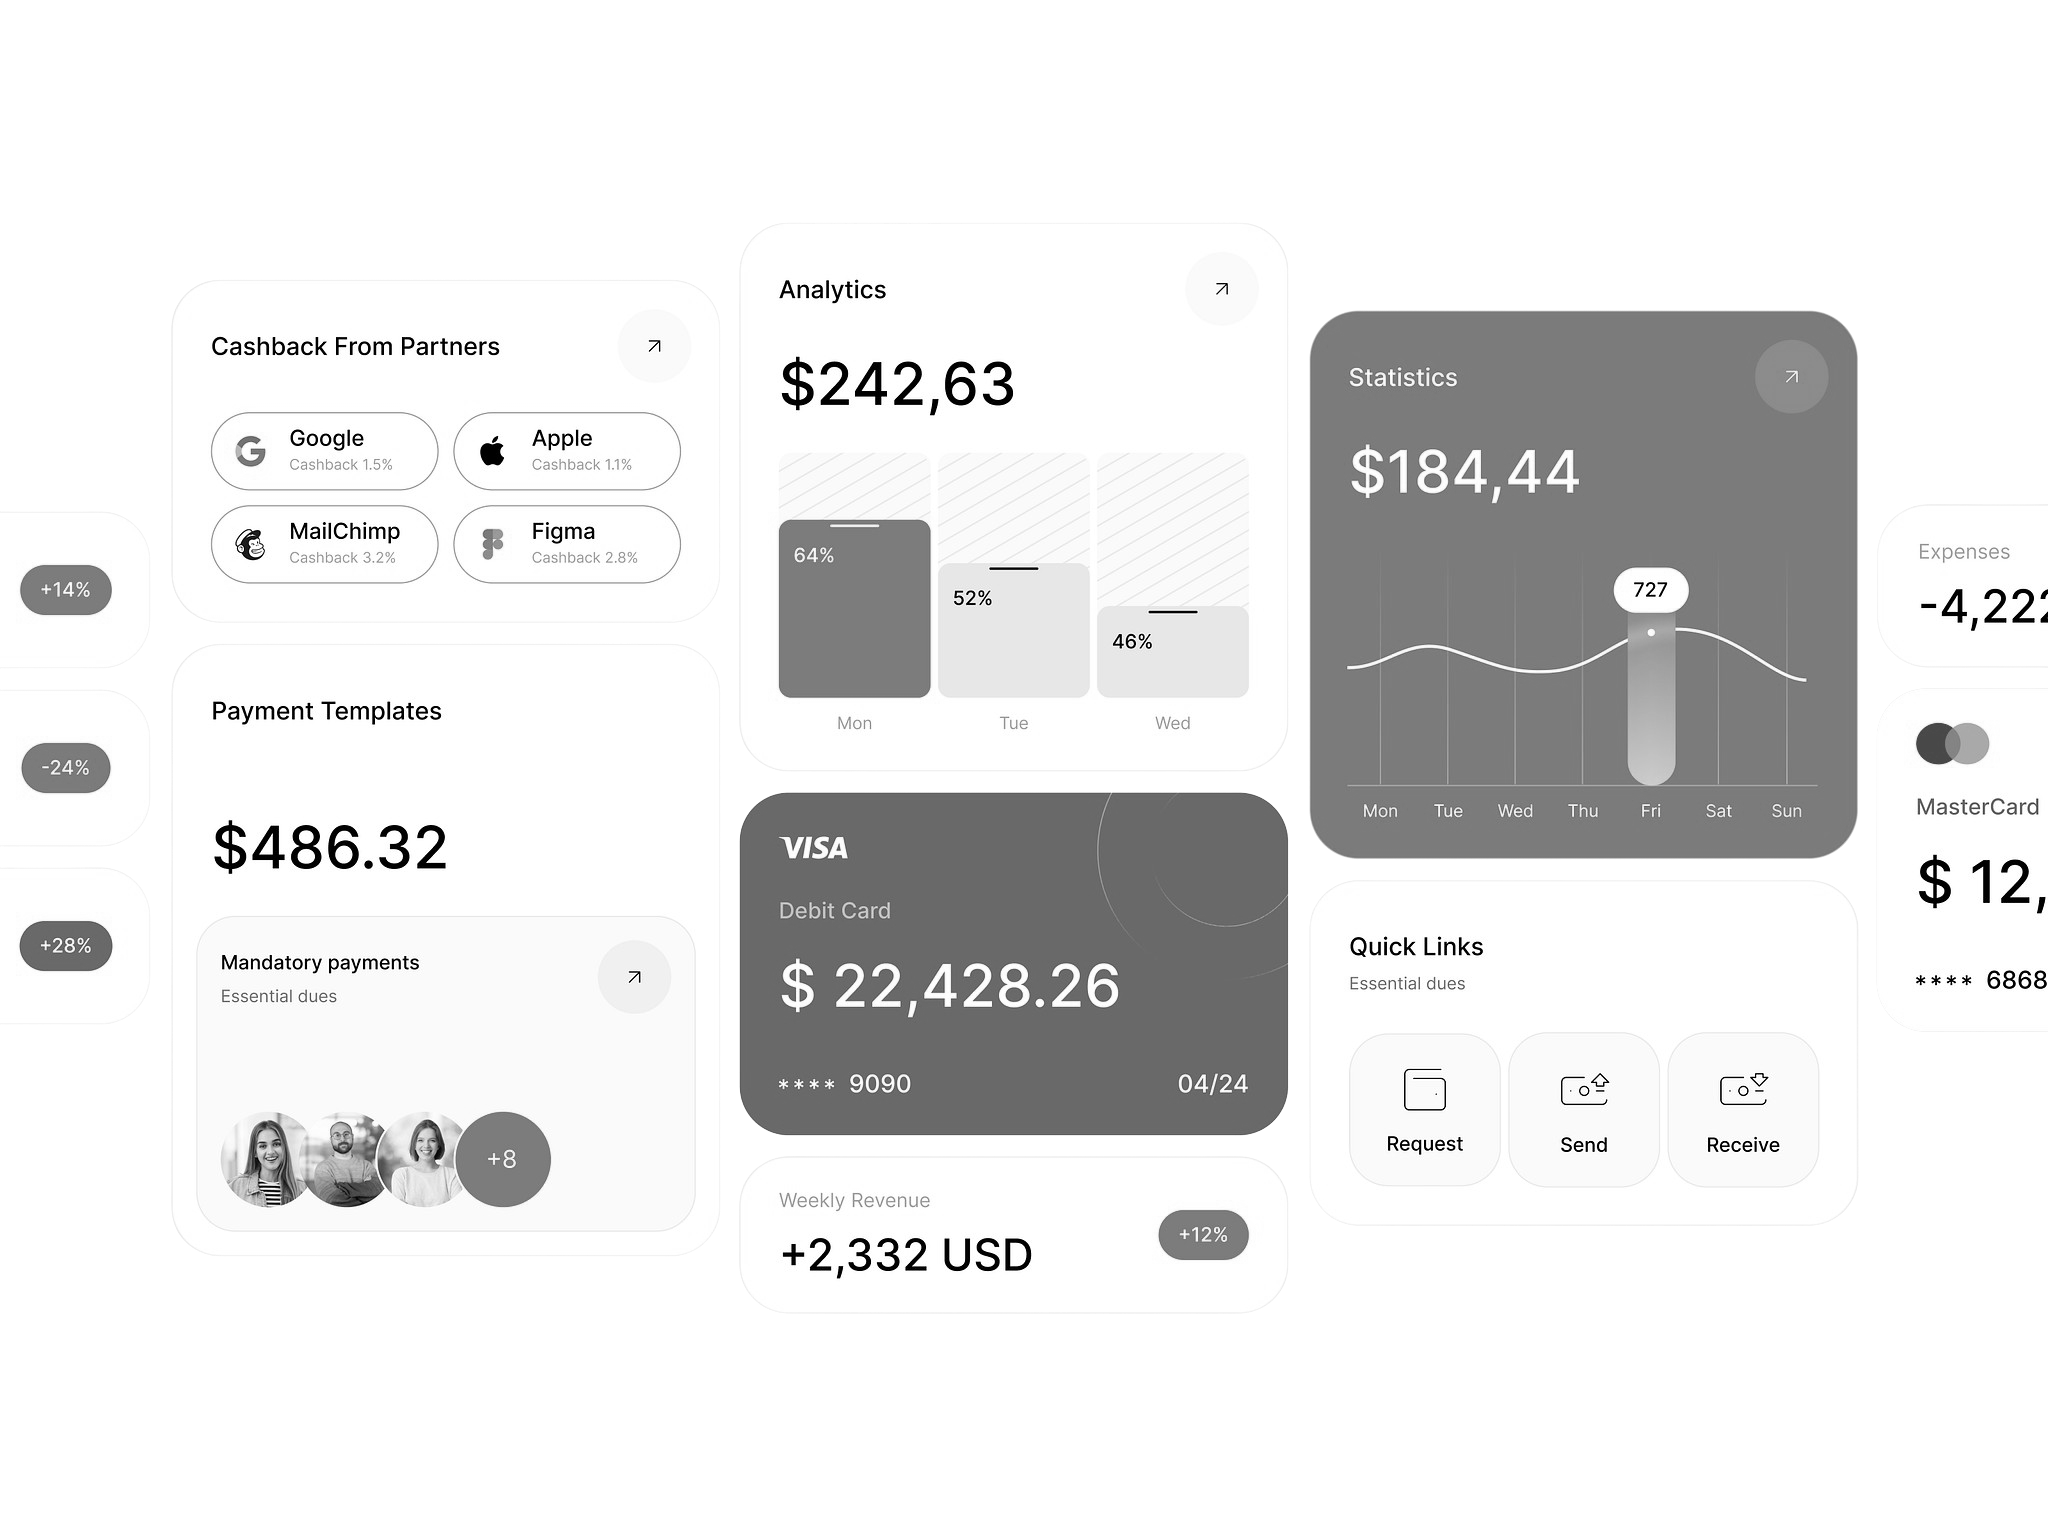 +14%
-24%
+28%
Cashback From Partners
Google
Cashback 1.5%
Apple
Cashback 1.1%
MailChimp
Cashback 3.2%
Figma
Cashback 2.8%
Payment Templates
$486.32
Mandatory payments
Essential dues
+8
Analytics
$242,63
64%
52%
46%
Mon Tue Wed
VISA
Debit Card
$ 22,428.26
**** 9090 04/24
Weekly Revenue
+2,332 USD
+12%
Statistics
$184,44
727
Mon Tue Wed Thu Fri Sat Sun
Quick Links
Essential dues
Request Send Receive
Expenses
-4,222
MasterCard
$ 12,
**** 6868